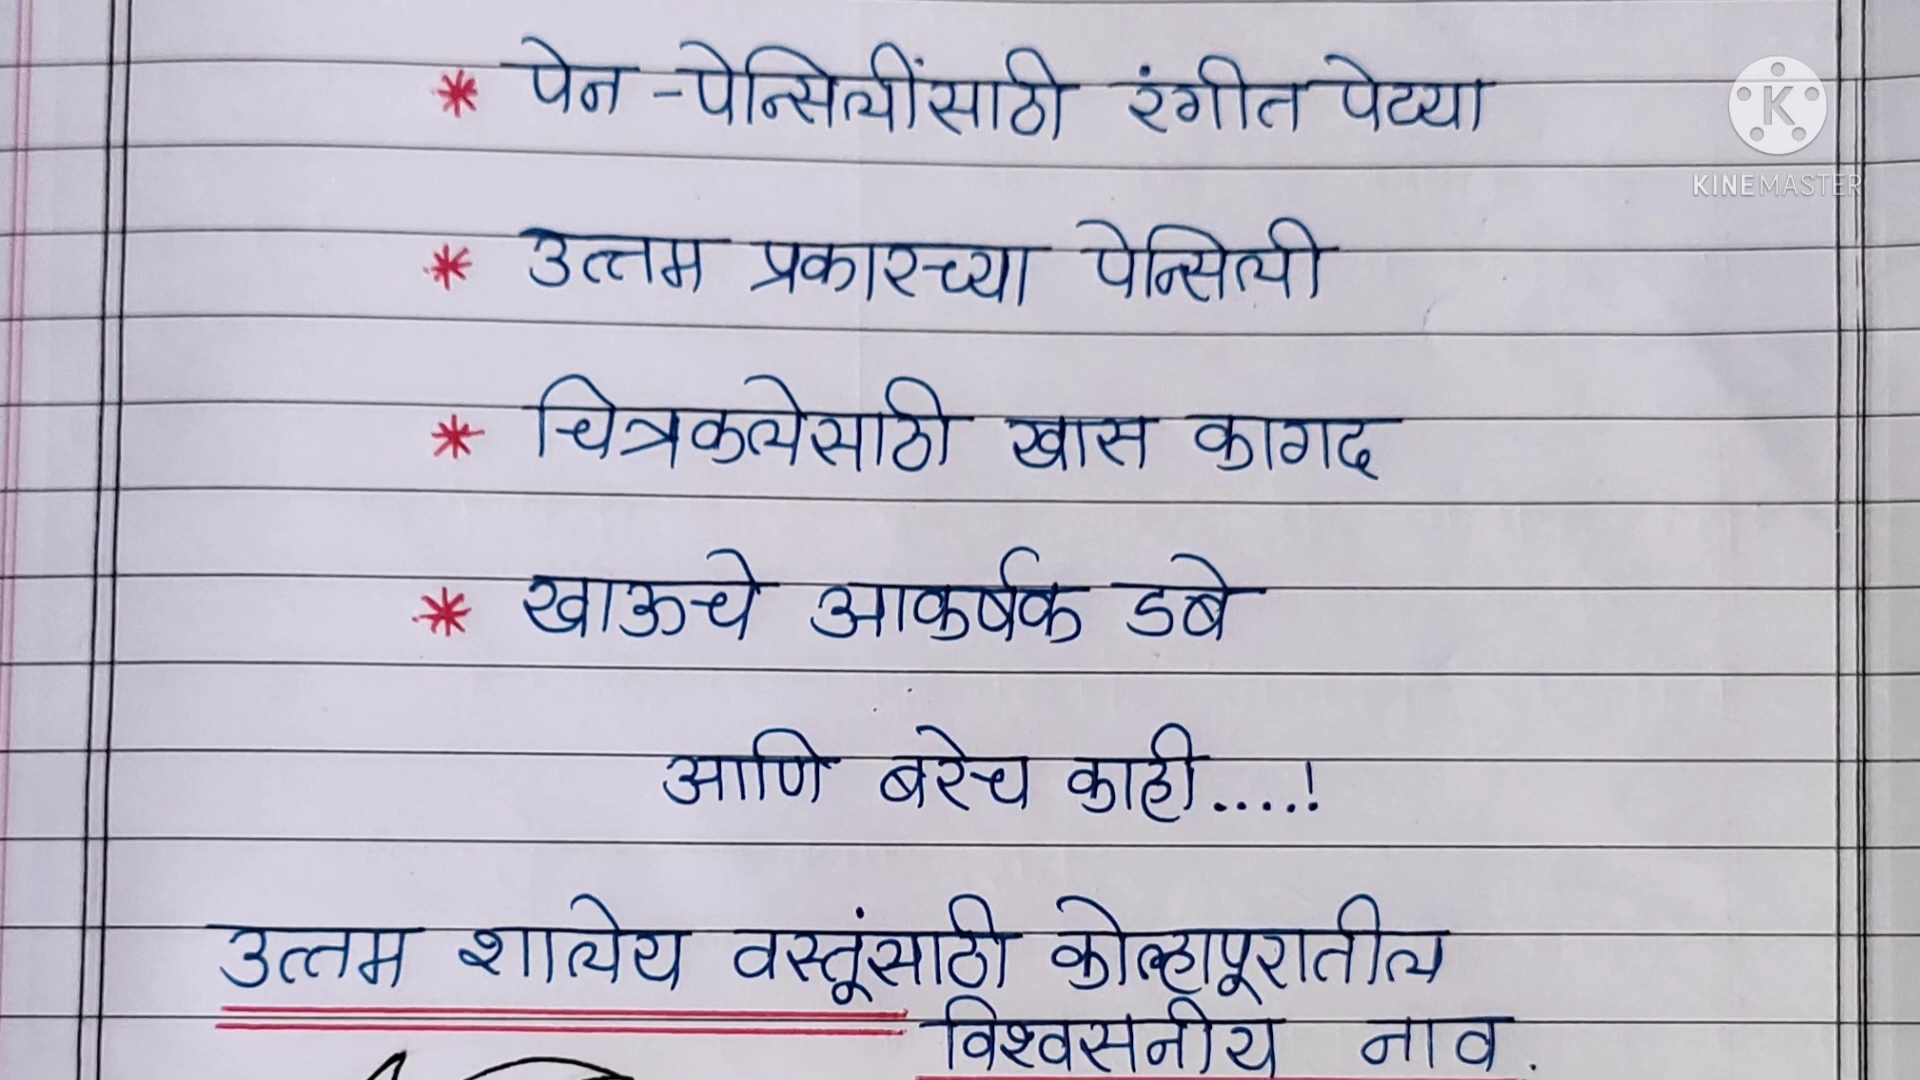 * पेन -पेन्सिलींसाठी रंगीत पेट्या
KINEMASTER
* उत्तम प्रकारच्या पेन्सिली
* चित्रकलेसाठी खास कागद
* खाऊचे आकर्षक डबे
आणि बरेच काही....!
उत्तम शालेय वस्तूंसाठी कोल्हापूरातील
विश्वसनीय नाव.